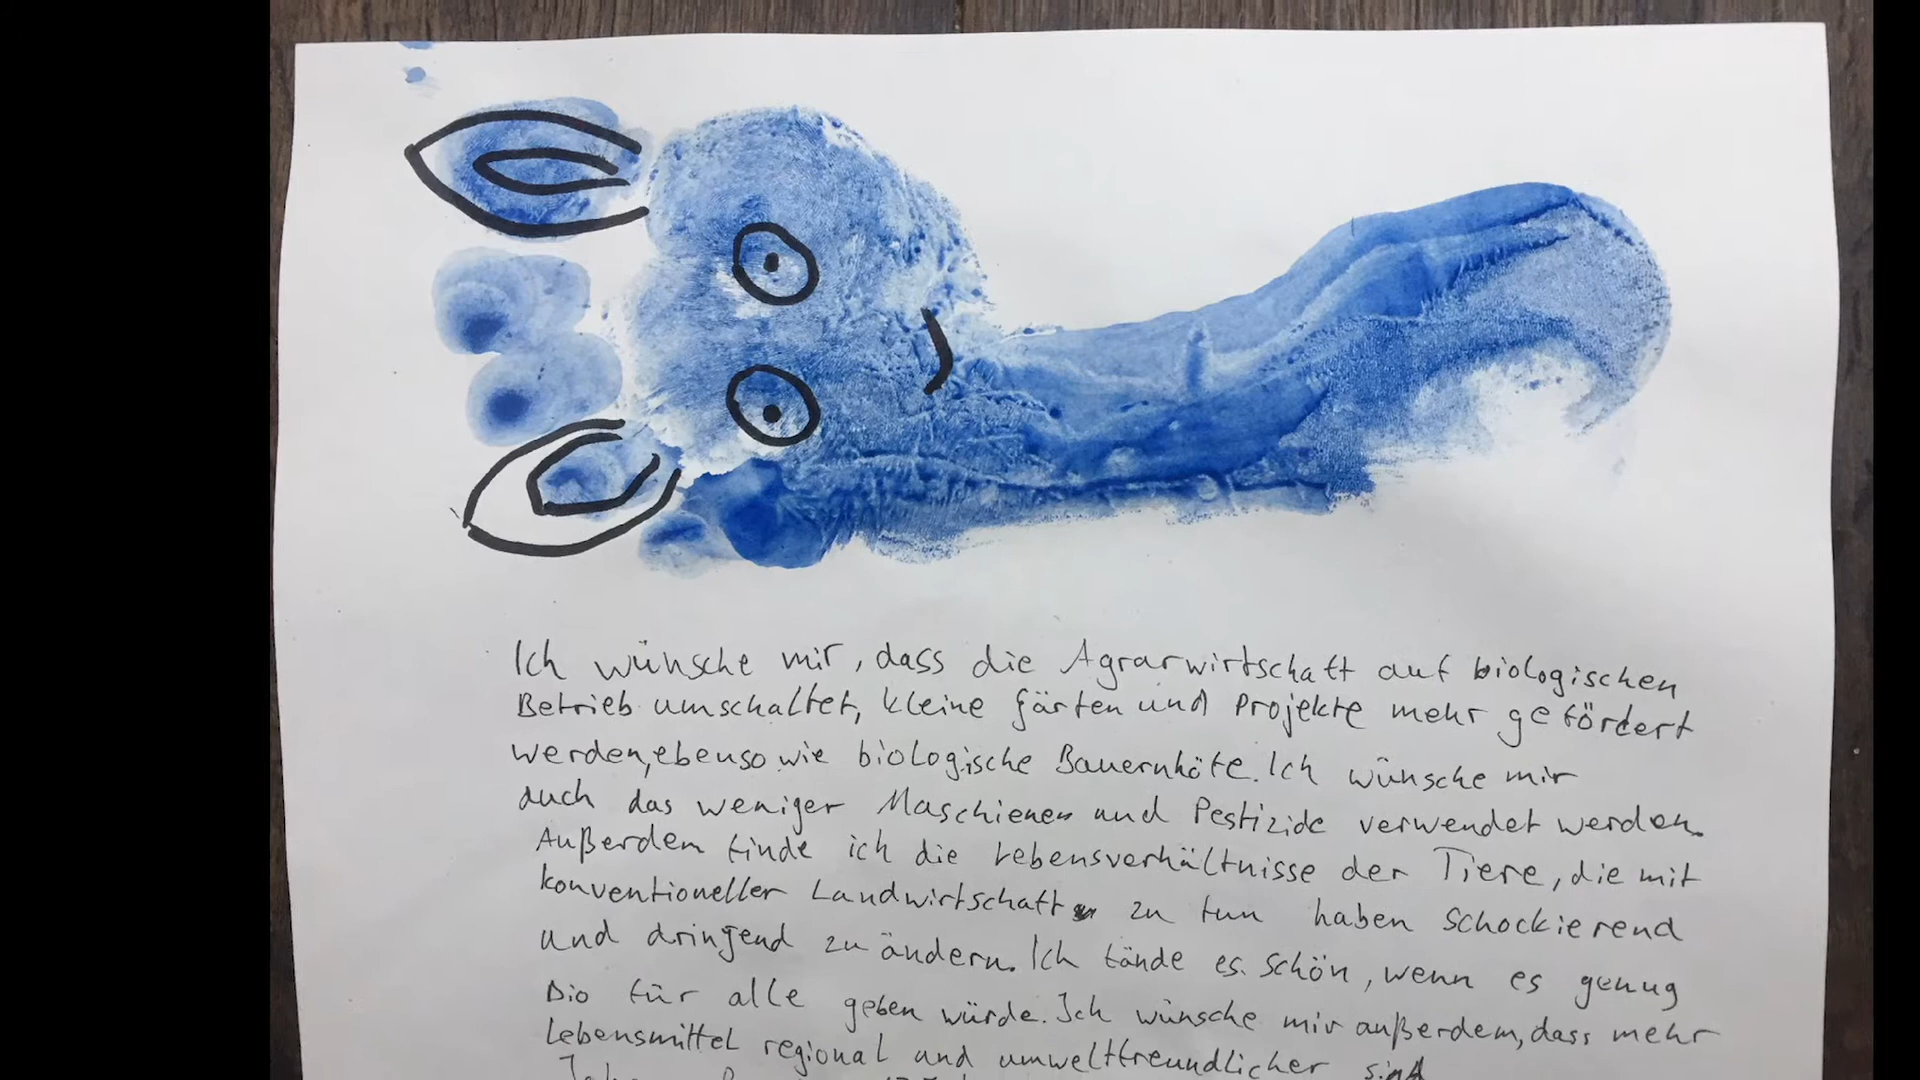 Ich wünsche mir, dass die Agrarwirtschaft auf biologischen
Betrieb umschaltet, kleine Gärten und Projekte mehr gefördert
werden, ebenso wie biologische Bauernhöfe. Ich wünsche mir
auch das weniger Maschienen und Pestizide verwendet werden.
Außerdem finde ich die Lebensverhältnisse der Tiere, die mit
konventioneller Landwirtschaft zu tun haben schockierend
und dringend zu ändern. Ich fände es schön, wenn es genug
Bio für alle geben würde. Ich wünsche mir außerdem, dass mehr
Lebensmittel regional und umweltfreundlicher sind